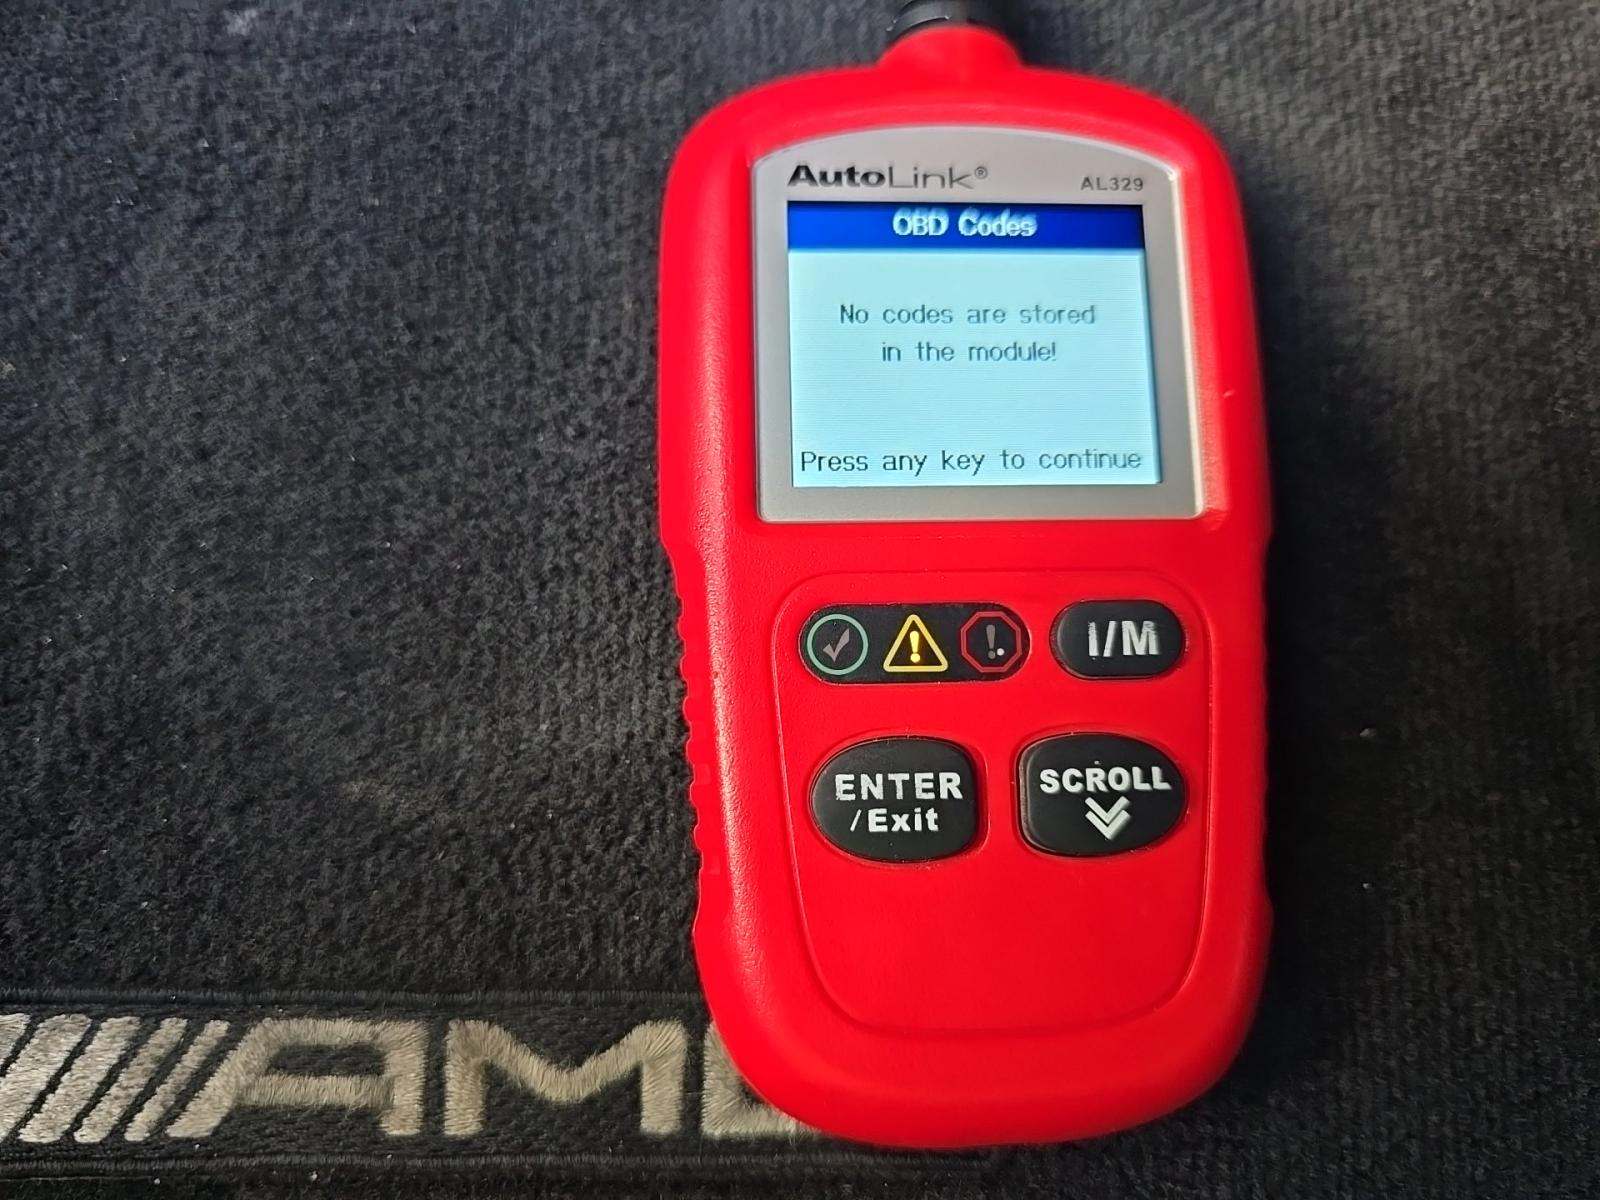 AutoLink® AL329
OBD Codes
No codes are stored
in the module!
Press any key to continue
I/M
ENTER
/Exit
SCROLL
AMG